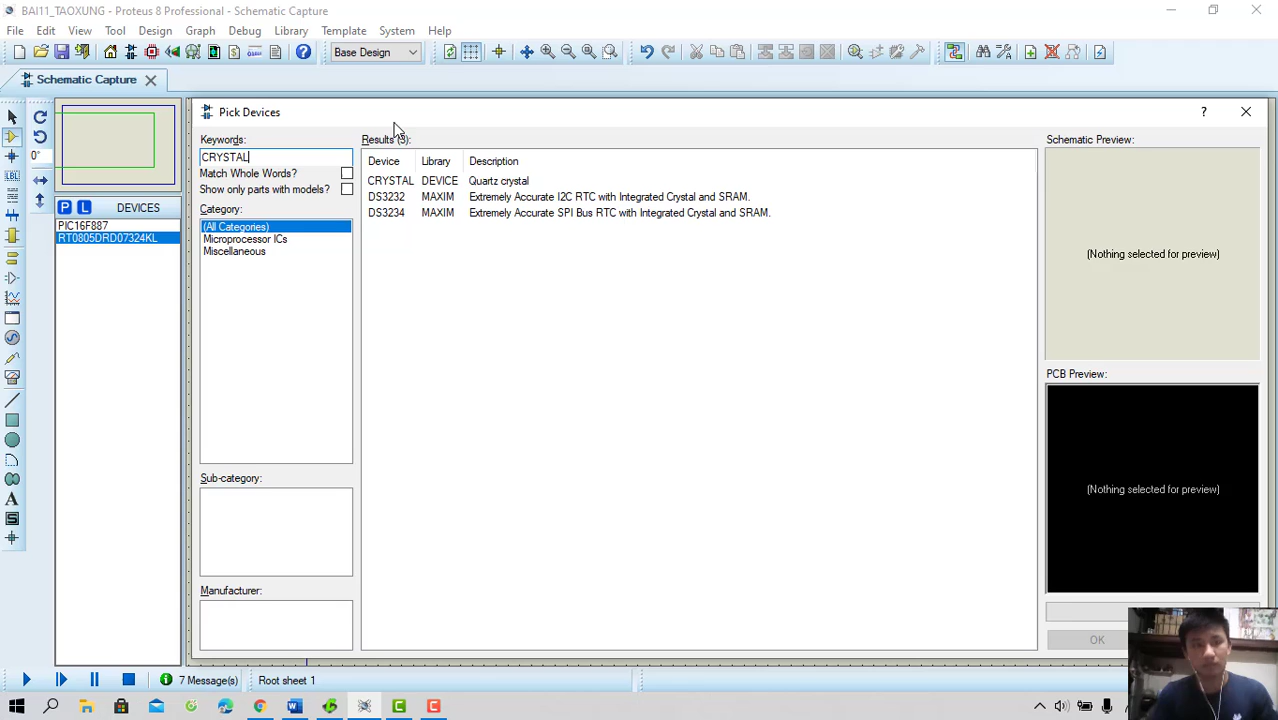 BAI11_TAOXUNG - Proteus 8 Professional - Schematic Capture
File Edit View Tool Design Graph Debug Library Template System Help
Base Design
Schematic Capture
Pick Devices
Keywords:
CRYSTAL
Match Whole Words?
Show only parts with models?
Category:
(All Categories)
Microprocessor ICs
Miscellaneous
Sub-category:
Manufacturer:
Results (3):
Device Library Description
CRYSTAL DEVICE Quartz crystal
DS3232 MAXIM Extremely Accurate I2C RTC with Integrated Crystal and SRAM.
DS3234 MAXIM Extremely Accurate SPI Bus RTC with Integrated Crystal and SRAM.
Schematic Preview:
(Nothing selected for preview)
PCB Preview:
(Nothing selected for preview)
OK
0°
P L DEVICES
PIC16F887
RT0805DRD07324KL
7 Message(s)
Root sheet 1